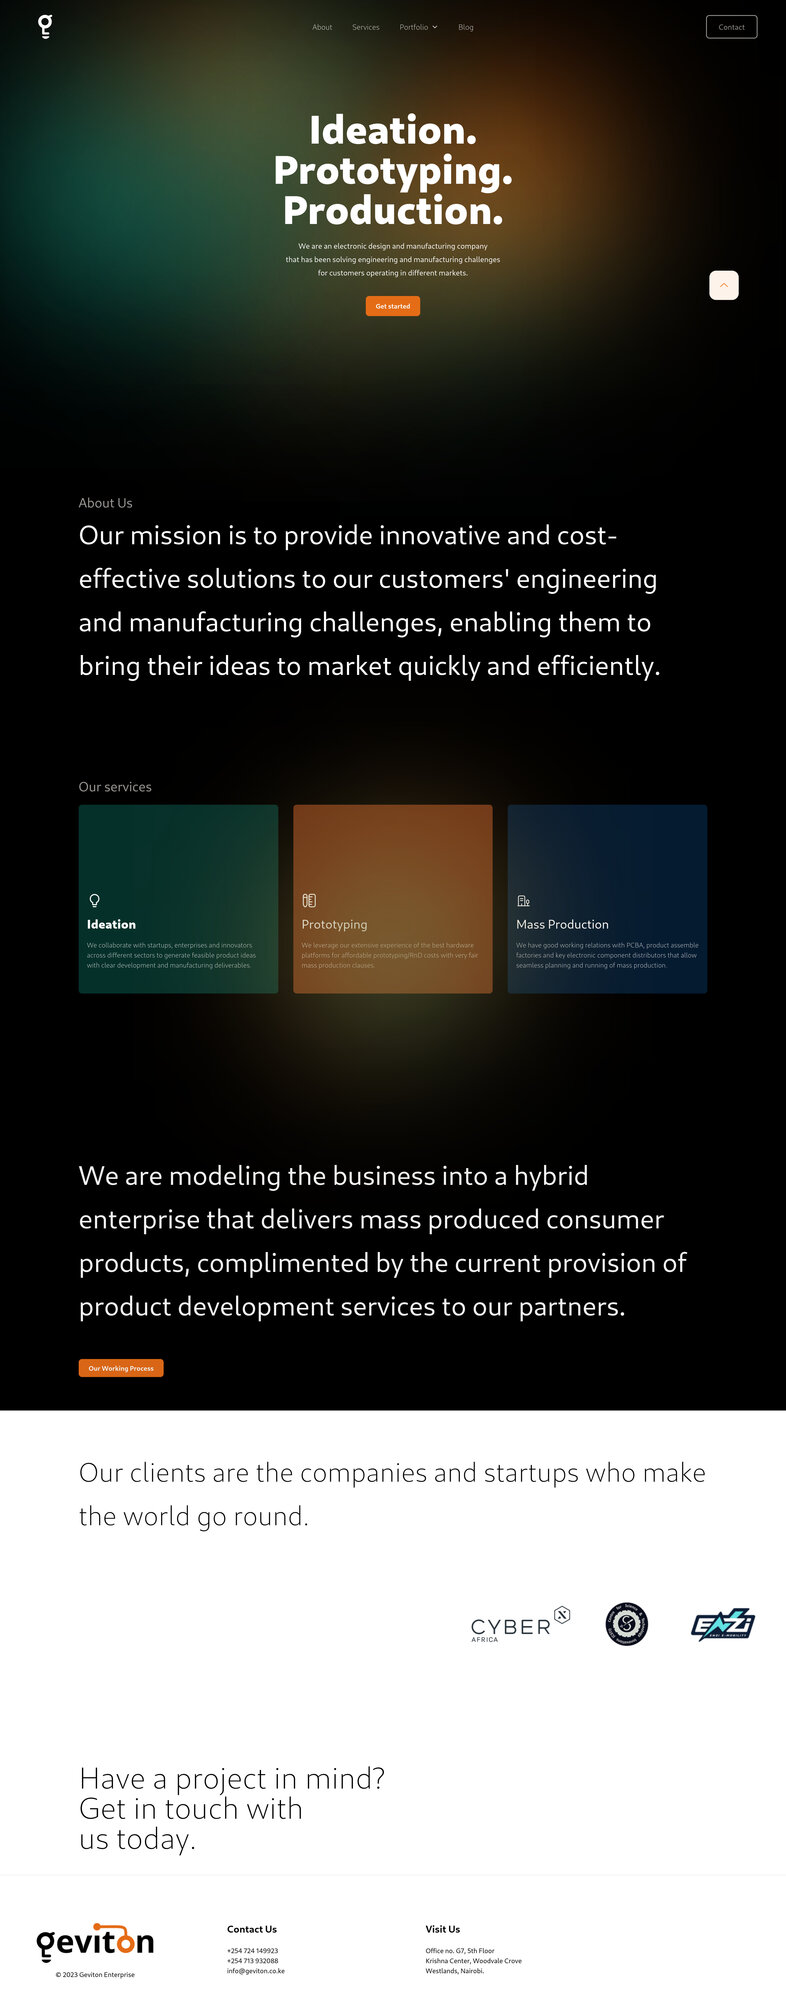 g
About
Services
Portfolio
Blog
Contact
Ideation.
Prototyping.
Production.
We are an electronic design and manufacturing company
that has been solving engineering and manufacturing challenges
for customers operating in different markets.
Get started
About Us
Our mission is to provide innovative and cost-
effective solutions to our customers' engineering
and manufacturing challenges, enabling them to
bring their ideas to market quickly and efficiently.
Our services
Ideation
We collaborate with startups, enterprises and innovators
across different sectors to generate feasible product ideas
with clear development and manufacturing deliverables.
Prototyping
We leverage our extensive experience of the best hardware
platforms for affordable prototyping/RnD costs with very fair
mass production clauses.
Mass Production
We have good working relations with PCBA, product assemble
factories and key electronic component distributors that allow
seamless planning and running of mass production.
We are modeling the business into a hybrid
enterprise that delivers mass produced consumer
products, complimented by the current provision of
product development services to our partners.
Our Working Process
Our clients are the companies and startups who make
the world go round.
CYBER
AFRICA
ENZi
ENZI E-MOBILITY
Have a project in mind?
Get in touch with
us today.
geviton
© 2023 Geviton Enterprise
Contact Us
+254 724 149923
+254 713 932088
info@geviton.co.ke
Visit Us
Office no. G7, 5th Floor
Krishna Center, Woodvale Crove
Westlands, Nairobi.